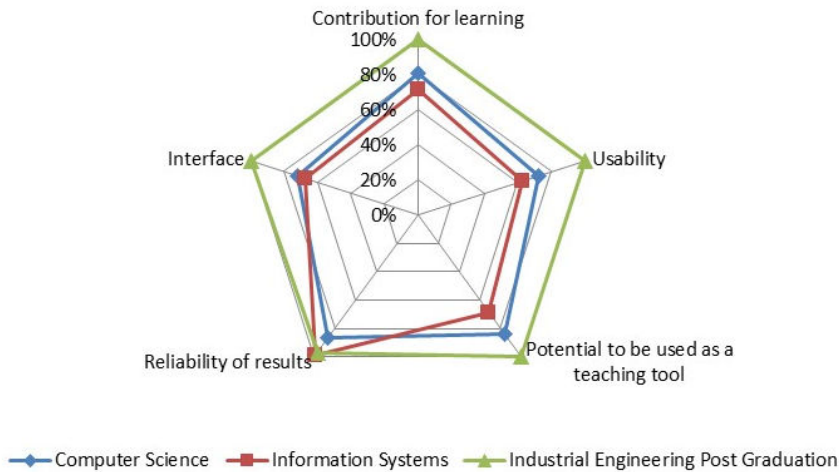 Contribution for learning
100%
80%
60%
40%
20%
0%
Interface
Usability
Reliability of results
Potential to be used as a
teaching tool
Computer Science
Information Systems
Industrial Engineering Post Graduation